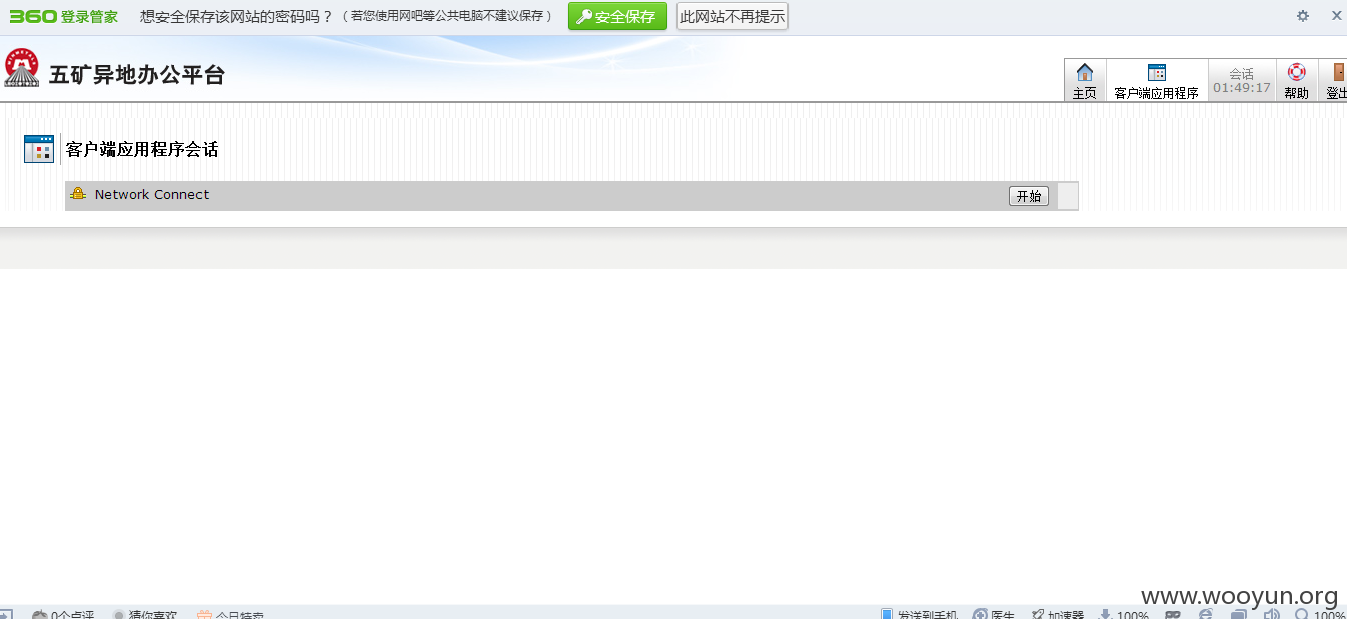 360 登录管家 想安全保存该网站的密码吗？（若您使用网吧等公共电脑不建议保存） 安全保存 此网站不再提示
五矿异地办公平台
主页 客户端应用程序 会话 01:49:17 帮助 登出
客户端应用程序会话
Network Connect 开始
www.wooyun.org
0个点评 猜你喜欢 今日特卖 发送到手机 医生 加速器 100% 100%